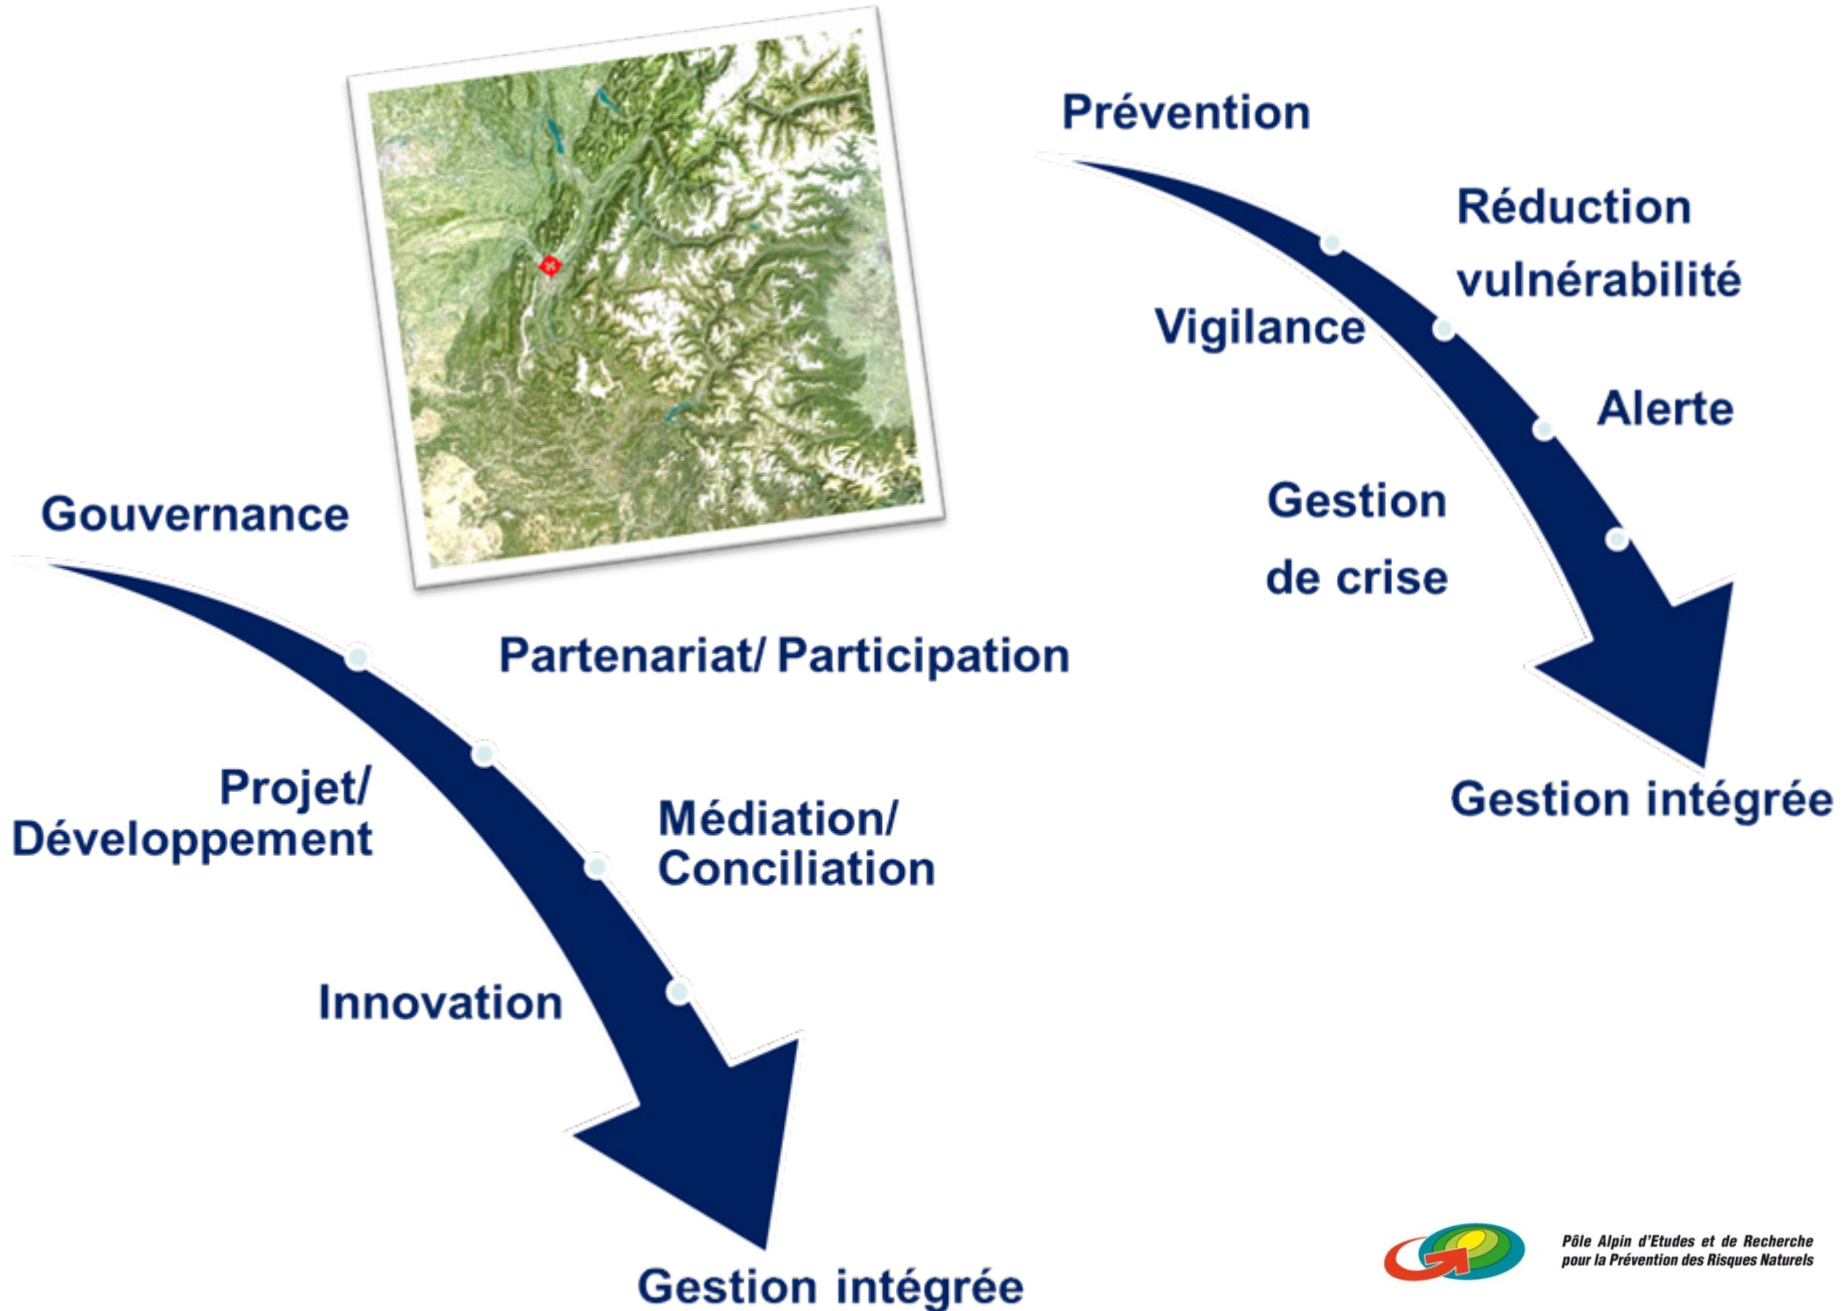 Prévention
Réduction
vulnérabilité
Vigilance
Alerte
Gestion
de crise
Gestion intégrée
Gouvernance
Partenariat/ Participation
Projet/
Développement
Médiation/
Conciliation
Innovation
Gestion intégrée
Pôle Alpin d'Etudes et de Recherche
pour la Prévention des Risques Naturels